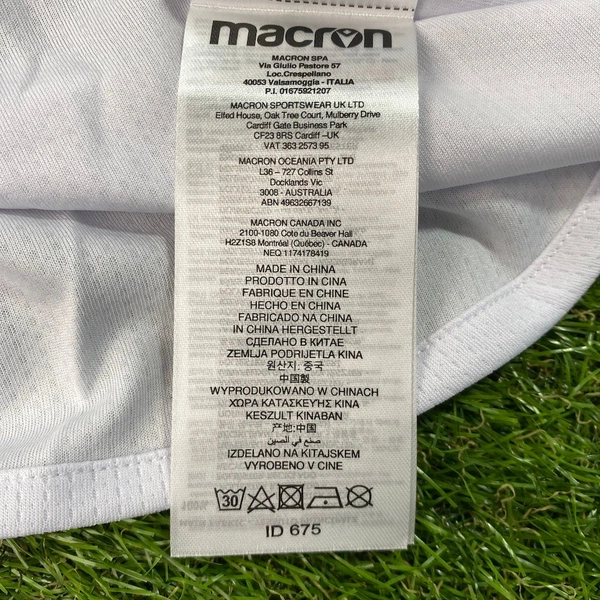 macron
MACRON SPA
Via Giulio Pastore 57
Loc.Crespellano
40053 Valsamoggia - ITALIA
P.I. 01675921207
MACRON SPORTSWEAR UK LTD
Elfed House, Oak Tree Court, Mulberry Drive
Cardiff Gate Business Park
CF23 8RS Cardiff -UK
VAT 363 2573 95
MACRON OCEANIA PTY LTD
L36 - 727 Collins St
Docklands Vic
3008 - AUSTRALIA
ABN 49632667139
MACRON CANADA INC
2100-1080 Cote du Beaver Hall
H2Z1S8 Montréal (Québec) - CANADA
NEQ 1174178419
MADE IN CHINA
PRODOTTO IN CINA
FABRIQUE EN CHINE
HECHO EN CHINA
FABRICADO NA CHINA
IN CHINA HERGESTELLT
СДЕЛАНО В КИТАЕ
ZEMLJA PODRIJETLA KINA
원산지: 중국
中国製
WYPRODUKOWANO W CHINACH
ΧΩΡΑ ΚΑΤΑΣΚΕΥΉΣ ΚΙΝΑ
KESZULT KINABAN
产地:中国
صنع في الصين
IZDELANO NA KITAJSKEM
VYROBENO V CINE
30
ID 675